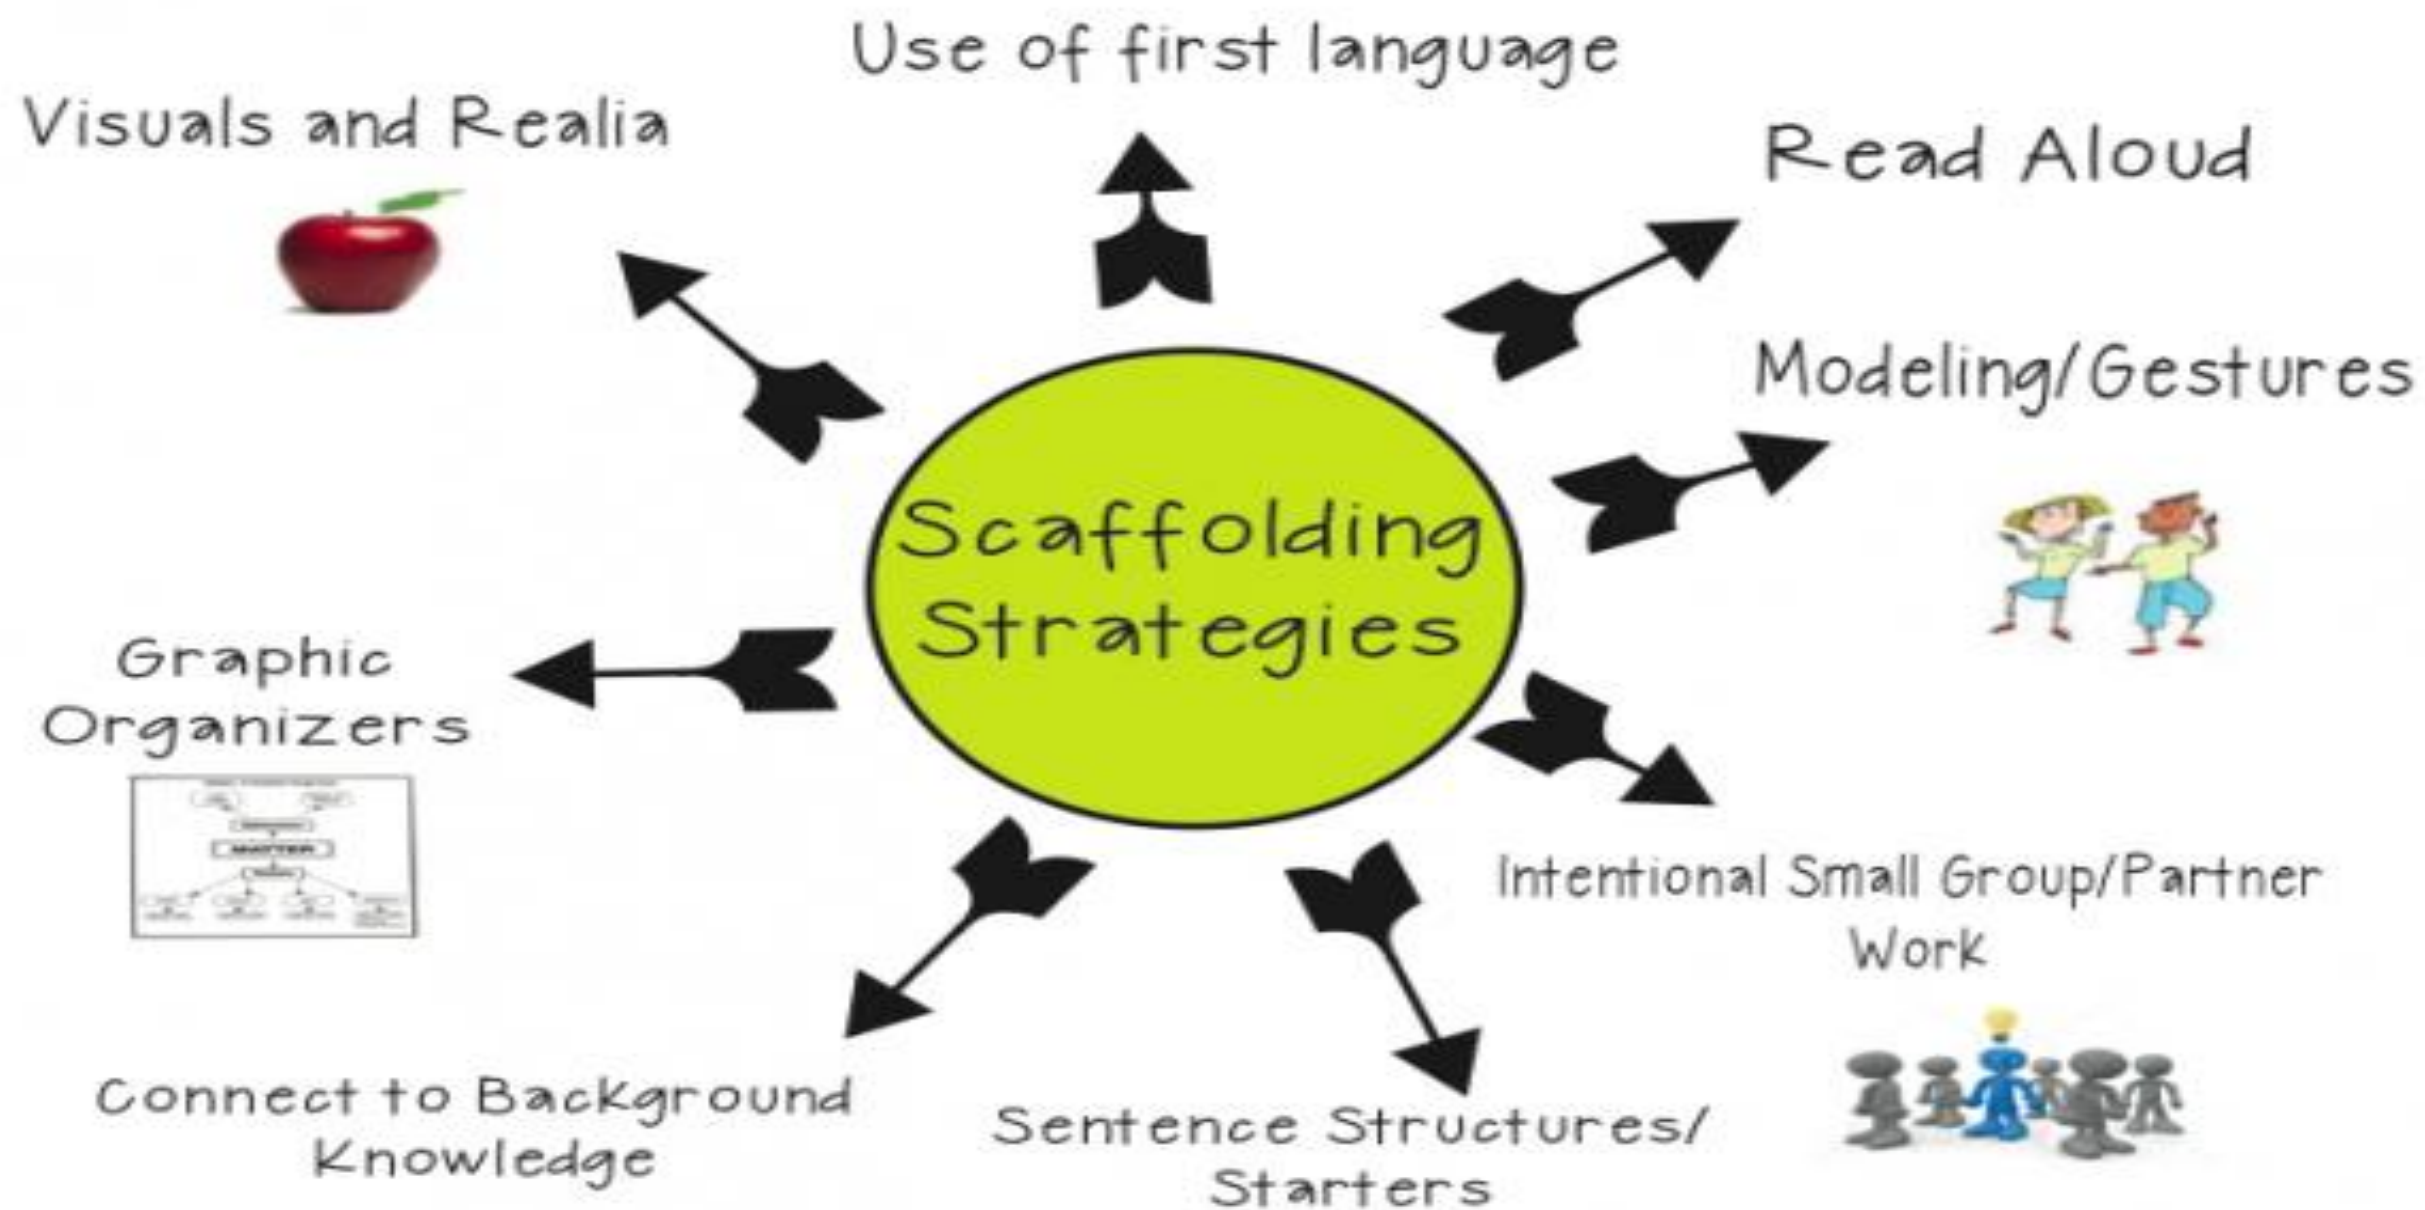 Use of first language
Visuals and Realia
Read Aloud
Modeling/Gestures
Scaffolding
Strategies
Graphic
Organizers
MATTER
Intentional Small Group/Partner
Work
Connect to Background
Knowledge
Sentence Structures/
Starters